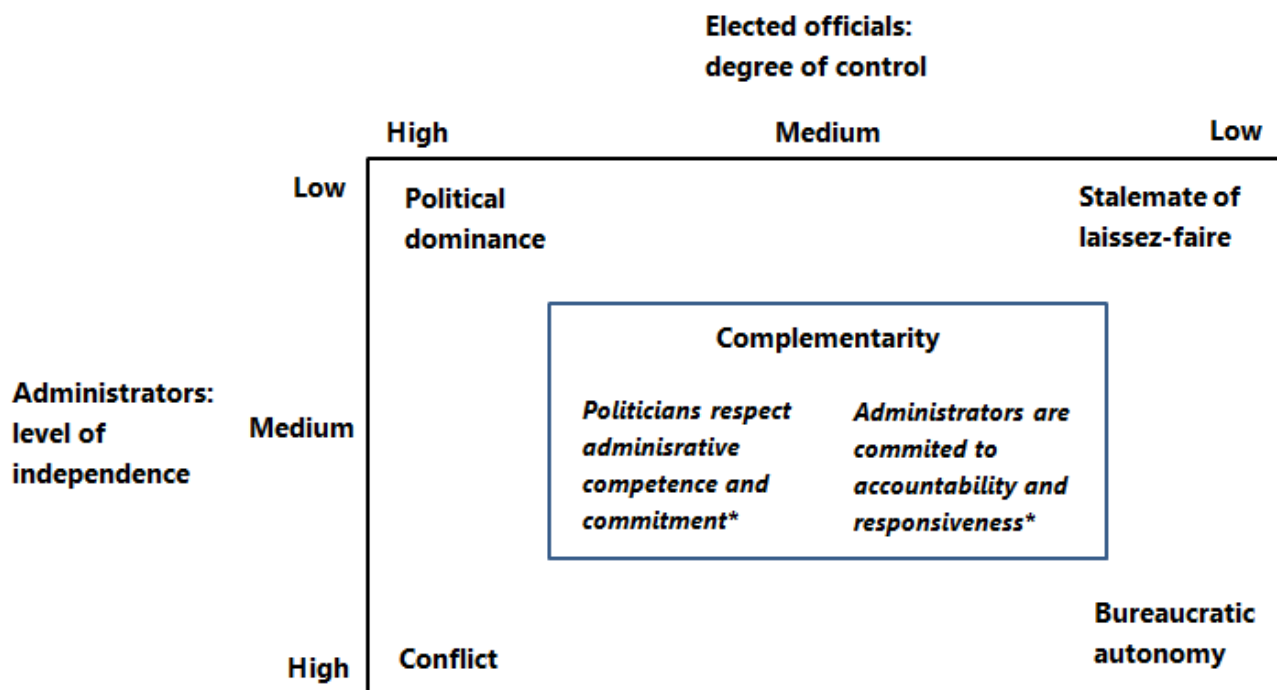 Elected officials:
degree of control
High Medium Low
Low
Political
dominance
Stalemate of
laissez-faire
Complementarity
Politicians respect
adminisrative
competence and
commitment*
Administrators are
commited to
accountability and
responsiveness*
Administrators:
level of
independence
Medium
Bureaucratic
autonomy
High
Conflict